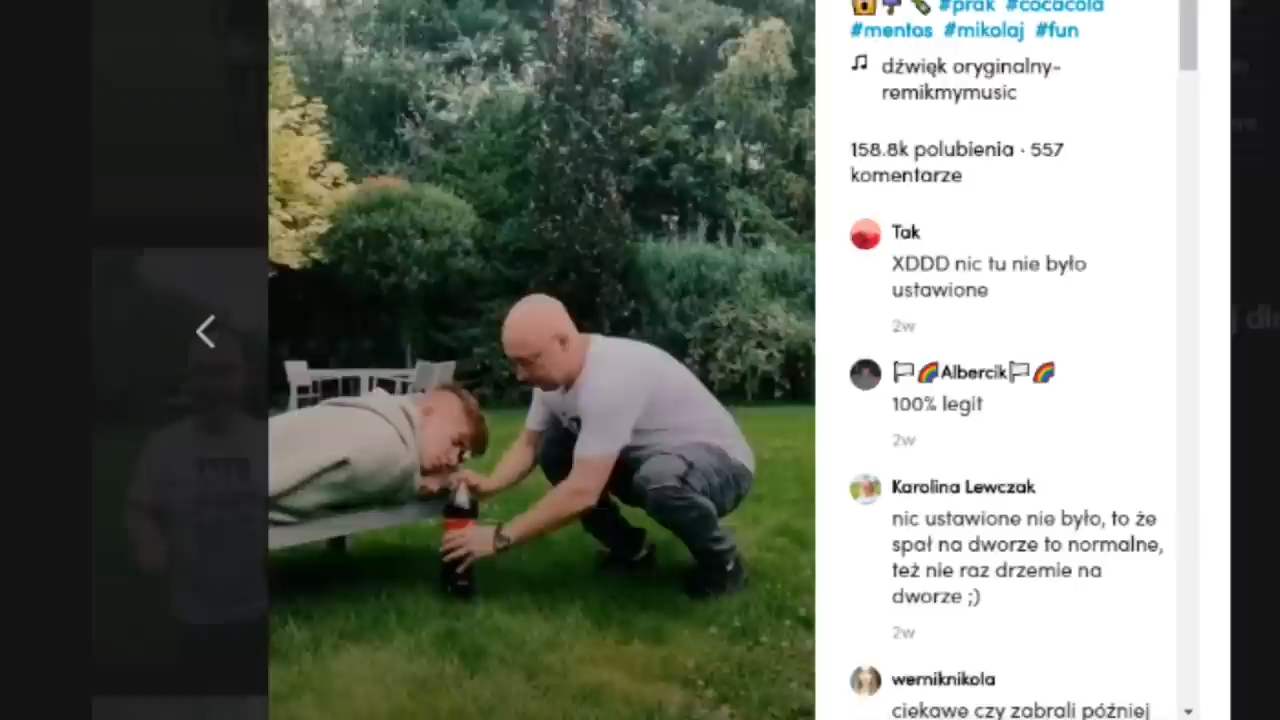 #prak #cocacola
#mentos #mikolaj #fun
dźwięk oryginalny-
remikmymusic
158.8k polubienia · 557
komentarze
Tak
XDDD nic tu nie było
ustawione
2w
Albercik
100% legit
2w
Karolina Lewczak
nic ustawione nie było, to że
spał na dworze to normalne,
też nie raz drzemie na
dworze ;)
2w
werniknikola
ciekawe czy zabrali później